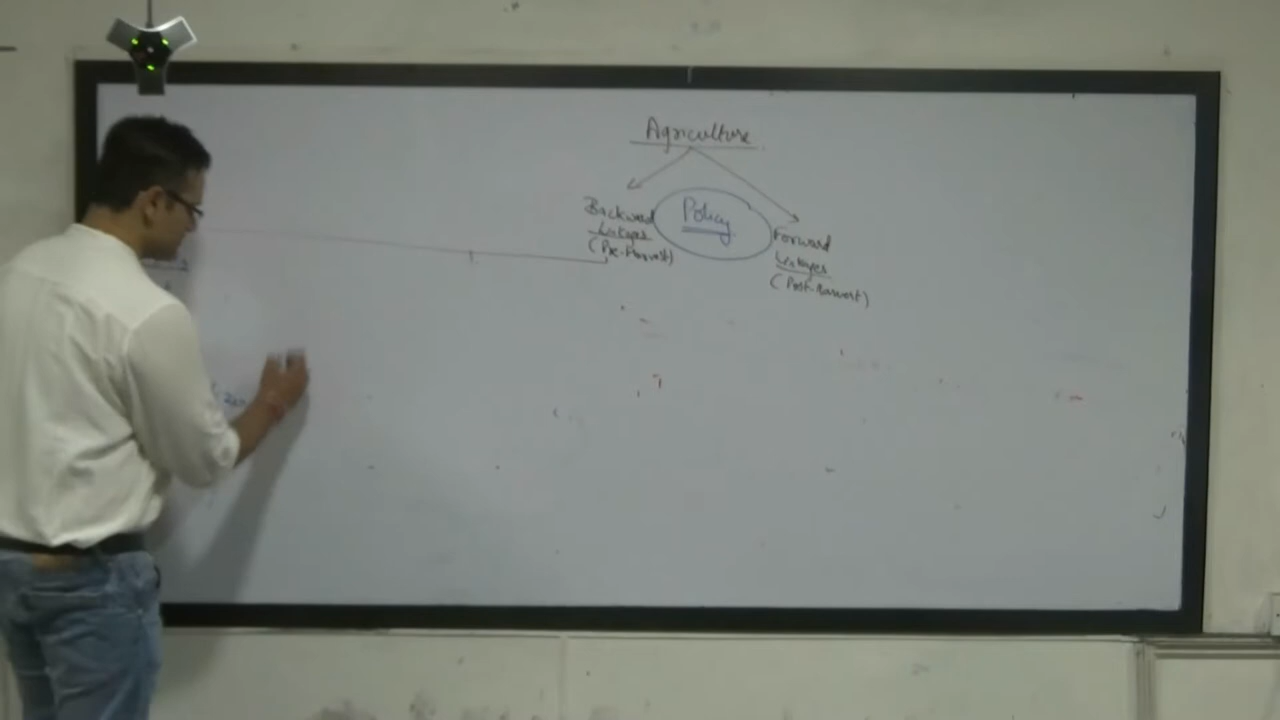 Agriculture
Backward
Linkages
(Pre-Harvest)
Policy
Forward
Linkages
(Post-Harvest)